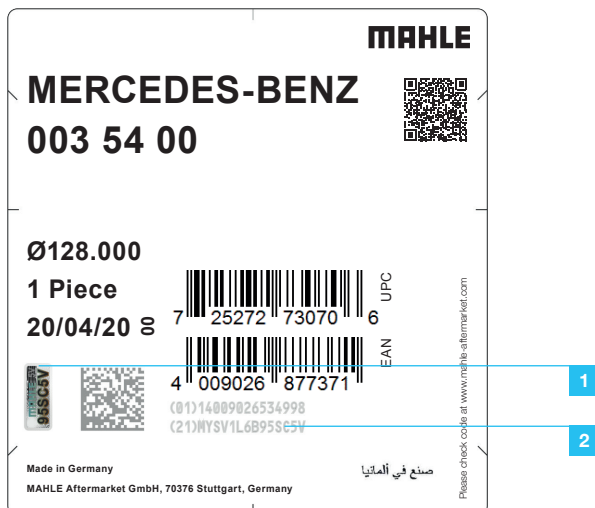 MAHLE
MERCEDES-BENZ
003 54 00
Ø128.000
1 Piece
20/04/20 00
7 25272 73070 6
UPC
4 009026 877371
EAN
95SC5V
(01)14009026534998
(21)MYSV1L6B95SC5V
Please check code at www.mahle-aftermarket.com
1
2
Made in Germany
صنع في ألمانيا
MAHLE Aftermarket GmbH, 70376 Stuttgart, Germany